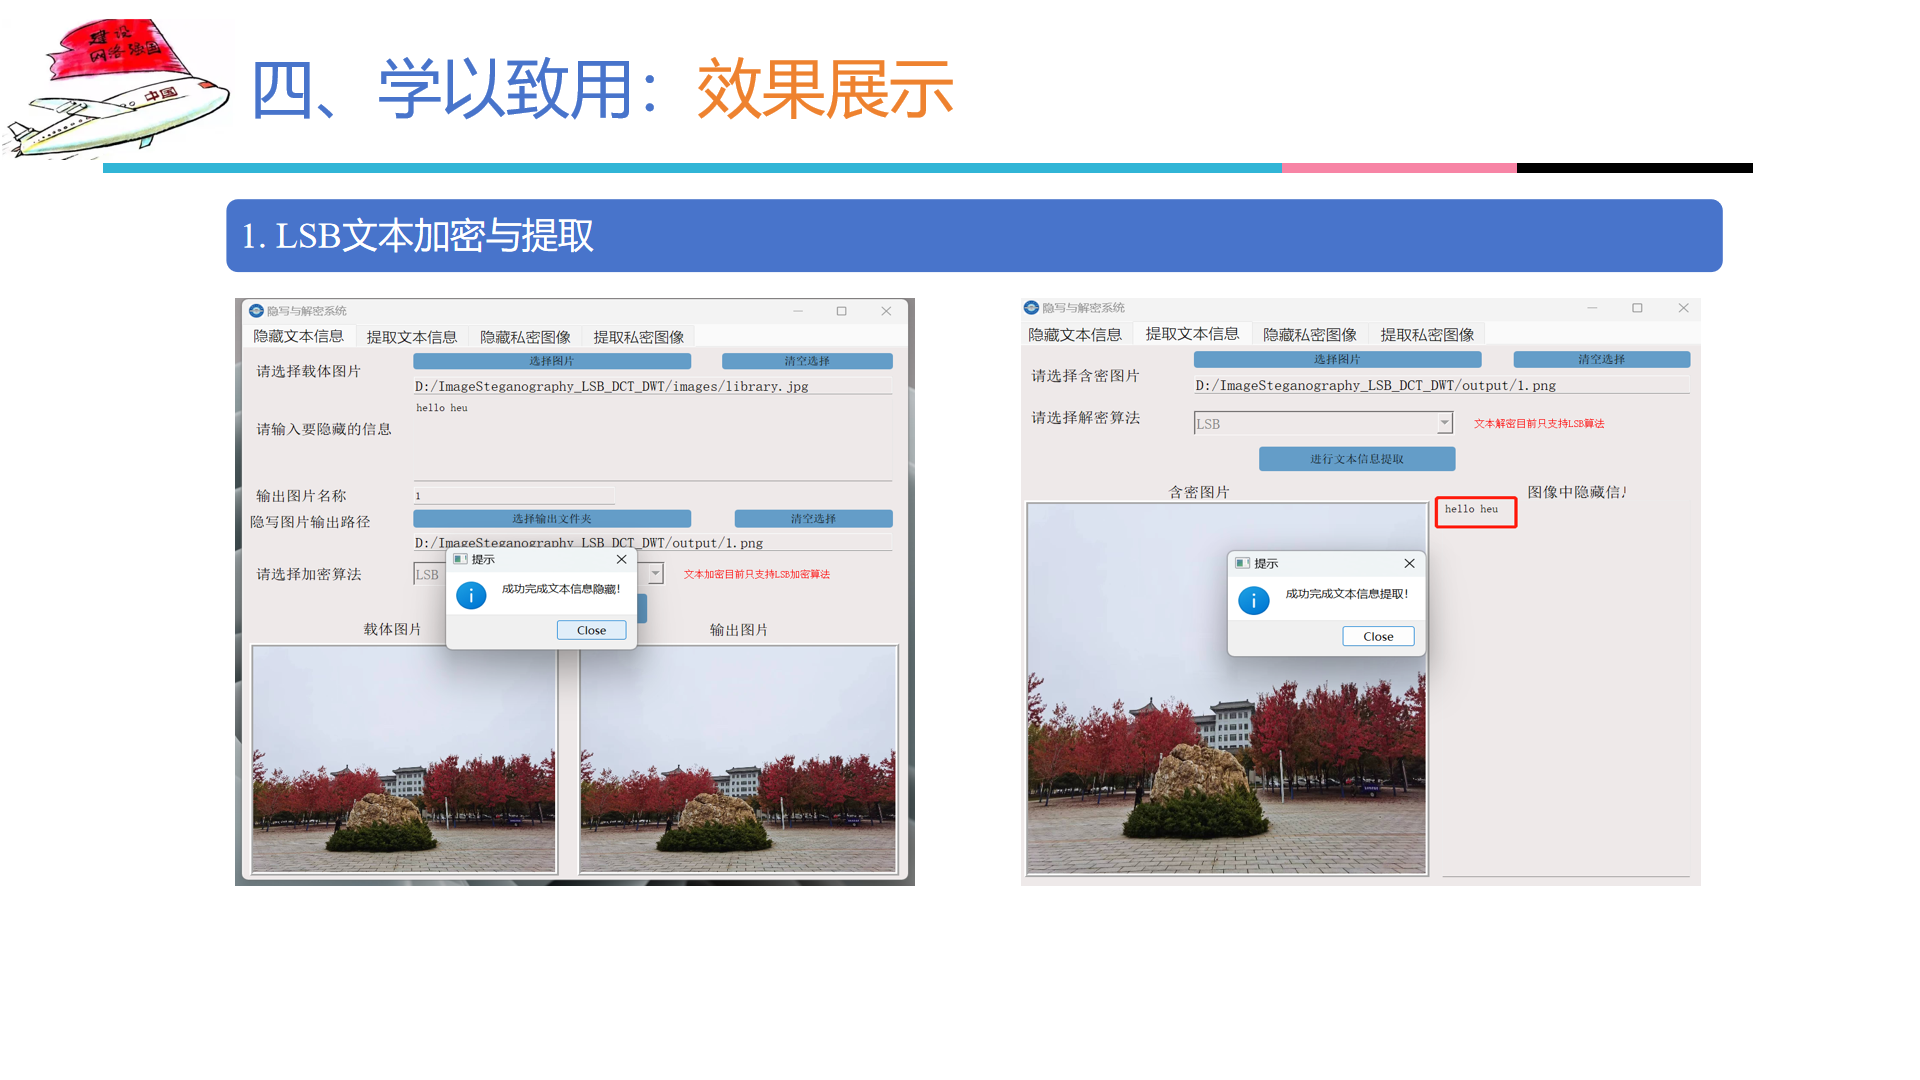 建设
网络强国
中国
四、学以致用：效果展示
1. LSB文本加密与提取
隐写与解密系统
隐藏文本信息 提取文本信息 隐藏私密图像 提取私密图像
请选择载体图片 选择图片 清空选择
D:/ImageSteganography_LSB_DCT_DWT/images/library.jpg
请输入要隐藏的信息 hello heu
输出图片名称 1
隐写图片输出路径 选择输出文件夹 清空选择
D:/ImageSteganography_LSB_DCT_DWT/output/1.png
请选择加密算法 LSB 文本加密目前只支持LSB加密算法
提示
成功完成文本信息隐藏！
Close
载体图片 输出图片
隐写与解密系统
隐藏文本信息 提取文本信息 隐藏私密图像 提取私密图像
请选择含密图片 选择图片 清空选择
D:/ImageSteganography_LSB_DCT_DWT/output/1.png
请选择解密算法 LSB 文本解密目前只支持LSB算法
进行文本信息提取
含密图片 图像中隐藏信
hello heu
提示
成功完成文本信息提取！
Close